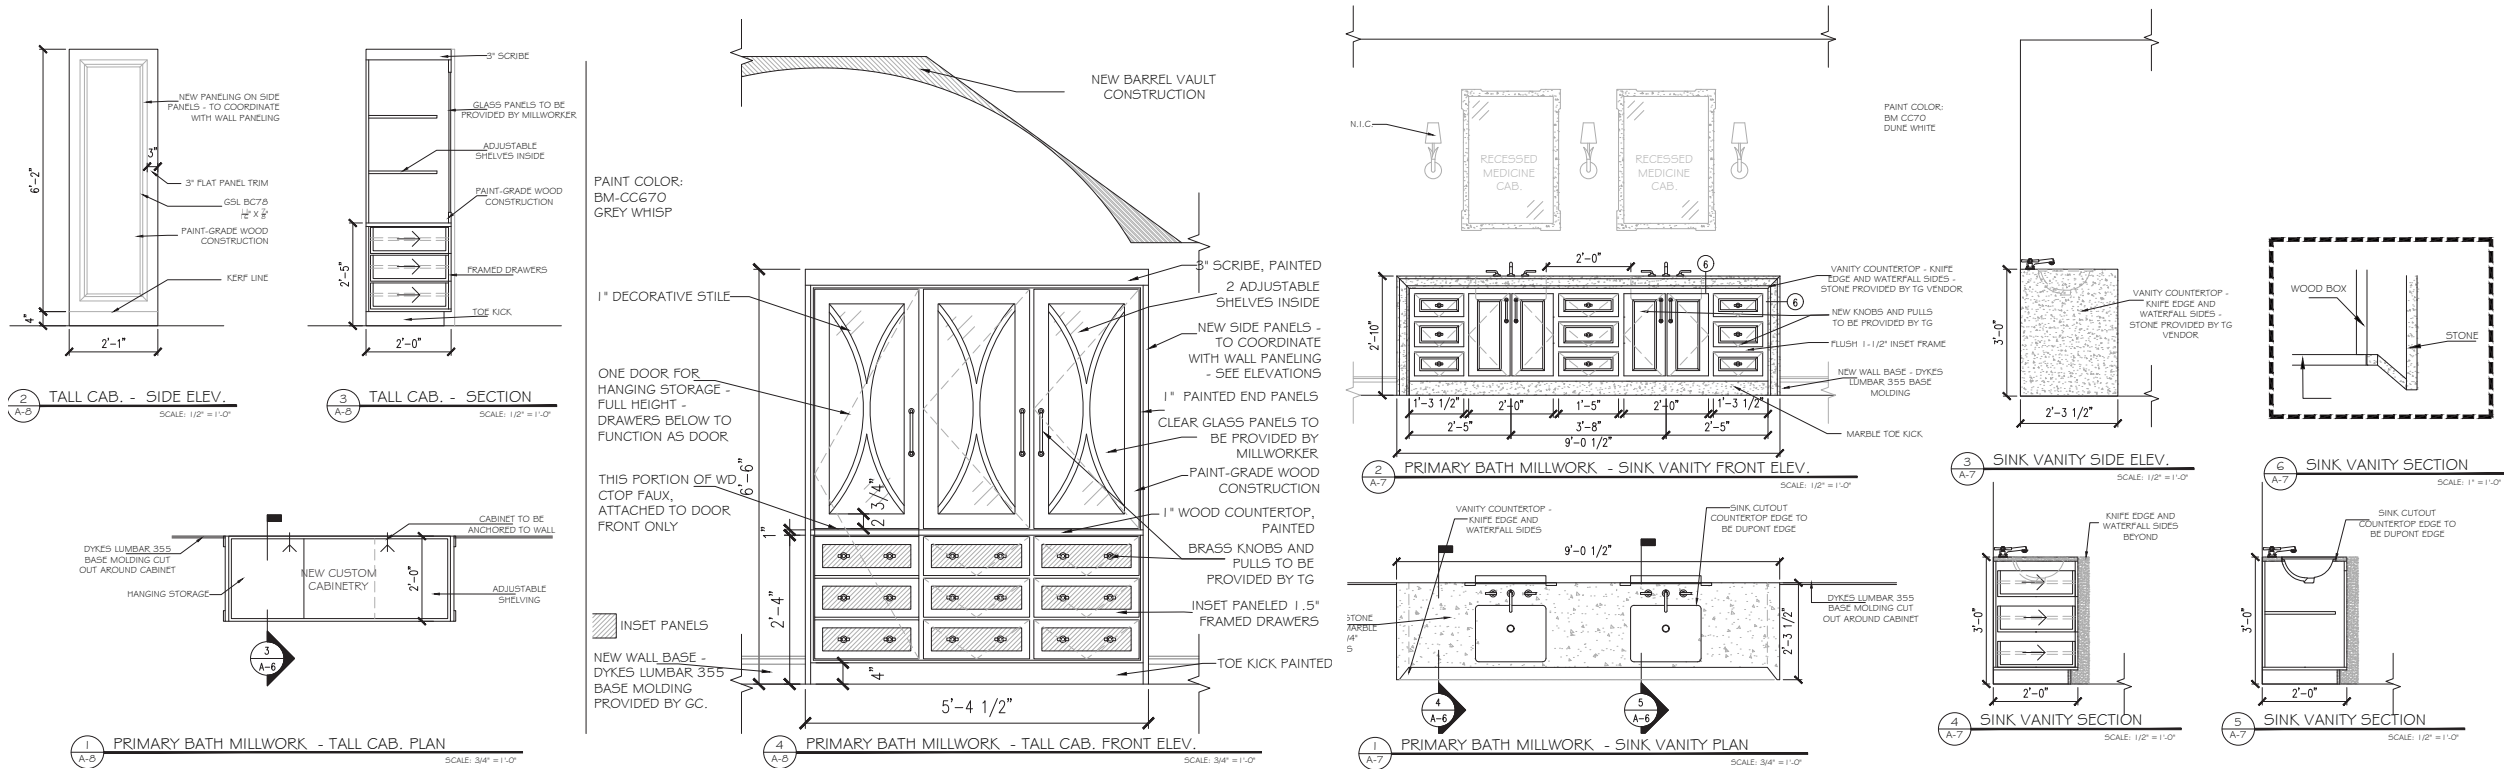 6'-2"
4"
2'-1"
NEW PANELING ON SIDE
PANELS - TO COORDINATE
WITH WALL PANELING
3"
3" FLAT PANEL TRIM
GSL BC78
PAINT-GRADE WOOD
CONSTRUCTION
KERF LINE
2
A-8
TALL CAB. - SIDE ELEV.
SCALE: 1/2" = 1'-0"
3" SCRIBE
GLASS PANELS TO BE
PROVIDED BY MILLWORKER
ADJUSTABLE
SHELVES INSIDE
PAINT-GRADE WOOD
CONSTRUCTION
FRAMED DRAWERS
TOE KICK
2'-5"
2'-0"
3
A-8
TALL CAB. - SECTION
SCALE: 1/2" = 1'-0"
DYKES LUMBAR 355
BASE MOLDING CUT
OUT AROUND CABINET
HANGING STORAGE
NEW CUSTOM
CABINETRY
2'-0"
CABINET TO BE
ANCHORED TO WALL
ADJUSTABLE
SHELVING
3
A-6
1
A-8
PRIMARY BATH MILLWORK - TALL CAB. PLAN
SCALE: 3/4" = 1'-0"
NEW BARREL VAULT
CONSTRUCTION
PAINT COLOR:
BM-CC670
GREY WHISP
1" DECORATIVE STILE
ONE DOOR FOR
HANGING STORAGE -
FULL HEIGHT -
DRAWERS BELOW TO
FUNCTION AS DOOR
THIS PORTION OF WD
CTOP FAUX,
ATTACHED TO DOOR
FRONT ONLY
INSET PANELS
NEW WALL BASE -
DYKES LUMBAR 355
BASE MOLDING
PROVIDED BY GC.
6'-6"
1"
2'-4"
2 3/4"
4"
5'-4 1/2"
3" SCRIBE, PAINTED
2 ADJUSTABLE
SHELVES INSIDE
NEW SIDE PANELS -
TO COORDINATE
WITH WALL PANELING
- SEE ELEVATIONS
1" PAINTED END PANELS
CLEAR GLASS PANELS TO
BE PROVIDED BY
MILLWORKER
PAINT-GRADE WOOD
CONSTRUCTION
1" WOOD COUNTERTOP,
PAINTED
BRASS KNOBS AND
PULLS TO BE
PROVIDED BY TG
INSET PANELED 1.5"
FRAMED DRAWERS
TOE KICK PAINTED
4
A-8
PRIMARY BATH MILLWORK - TALL CAB. FRONT ELEV.
SCALE: 3/4" = 1'-0"
N.I.C.
RECESSED
MEDICINE
CAB.
RECESSED
MEDICINE
CAB.
PAINT COLOR:
BM CC70
DUNE WHITE
2'-0"
6
6
2'-10"
VANITY COUNTERTOP - KNIFE
EDGE AND WATERFALL SIDES -
STONE PROVIDED BY TG VENDOR
NEW KNOBS AND PULLS
TO BE PROVIDED BY TG
FLUSH 1-1/2" INSET FRAME
NEW WALL BASE - DYKES
LUMBAR 355 BASE
MOLDING
MARBLE TOE KICK
1'-3 1/2"
2'-0"
1'-5"
2'-0"
1'-3 1/2"
2'-5"
3'-8"
2'-5"
9'-0 1/2"
2
A-7
PRIMARY BATH MILLWORK - SINK VANITY FRONT ELEV.
SCALE: 1/2" = 1'-0"
VANITY COUNTERTOP -
KNIFE EDGE AND
WATERFALL SIDES
SINK CUTOUT
COUNTERTOP EDGE TO
BE DUPONT EDGE
9'-0 1/2"
DYKES LUMBAR 355
BASE MOLDING CUT
OUT AROUND CABINET
2'-3 1/2"
4
A-6
5
A-6
1
A-7
PRIMARY BATH MILLWORK - SINK VANITY PLAN
SCALE: 3/4" = 1'-0"
VANITY COUNTERTOP -
KNIFE EDGE AND
WATERFALL SIDES -
STONE PROVIDED BY TG
VENDOR
3'-0"
2'-3 1/2"
3
A-7
SINK VANITY SIDE ELEV.
SCALE: 1/2" = 1'-0"
WOOD BOX
STONE
6
A-7
SINK VANITY SECTION
SCALE: 1" = 1'-0"
KNIFE EDGE AND
WATERFALL SIDES
BEYOND
3'-0"
2'-0"
4
A-7
SINK VANITY SECTION
SCALE: 1/2" = 1'-0"
SINK CUTOUT
COUNTERTOP EDGE TO
BE DUPONT EDGE
3'-0"
2'-0"
5
A-7
SINK VANITY SECTION
SCALE: 1/2" = 1'-0"